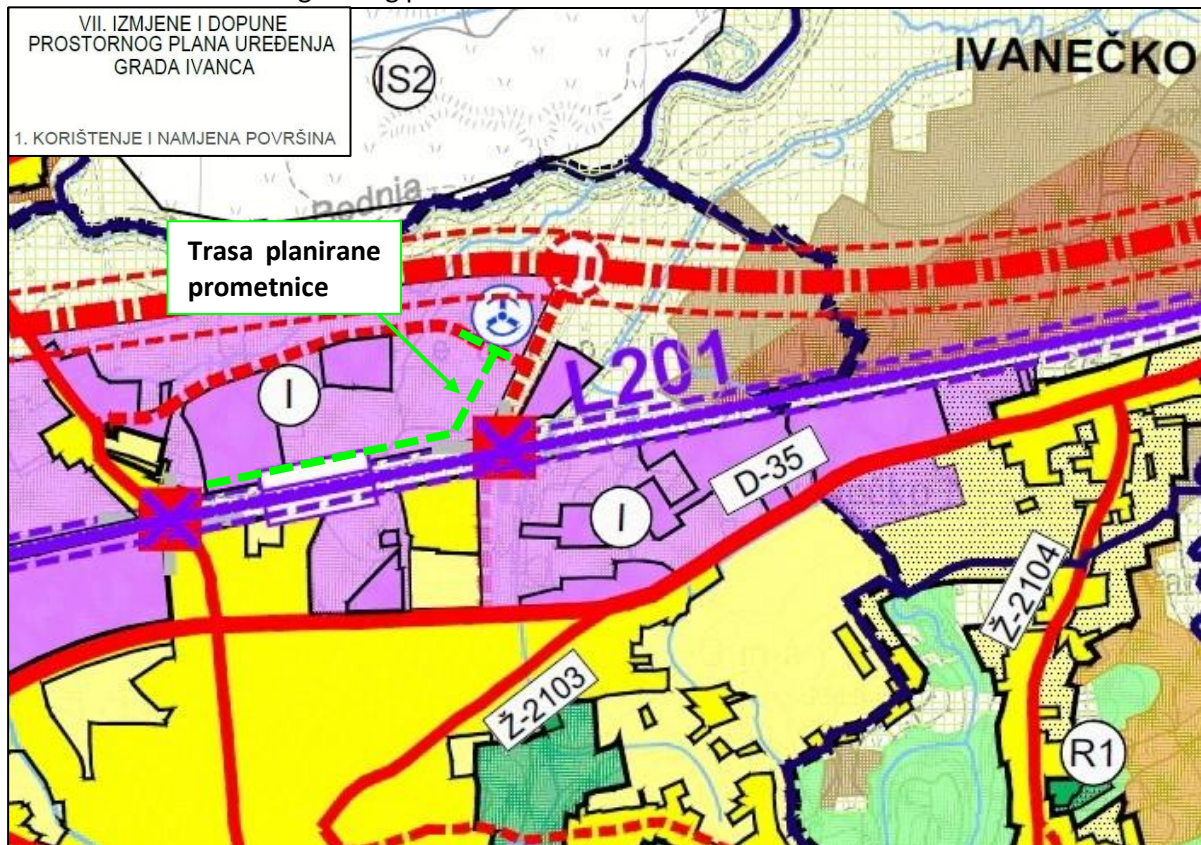 VII. IZMJENE I DOPUNE
PROSTORNOG PLANA UREĐENJA
GRADA IVANCA
1. KORIŠTENJE I NAMJENA POVRŠINA
IS2
IVANEČKO
Bednja
Trasa planirane
prometnice
L201
I
I
D-35
Ž-2104
Ž-2103
R1